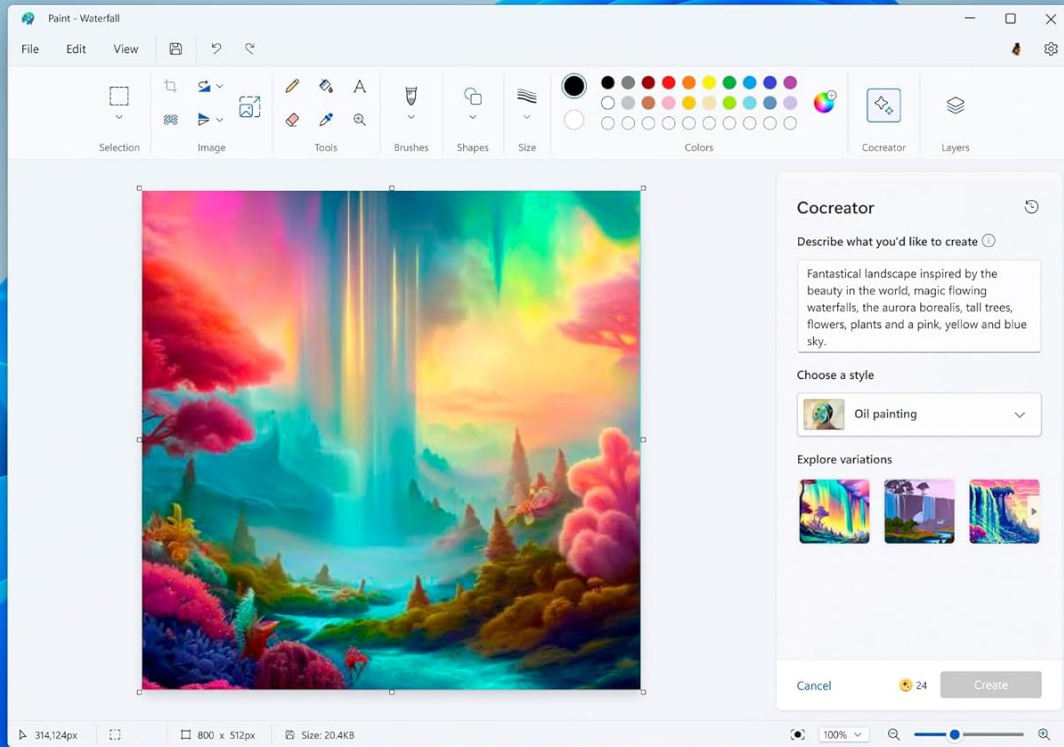 Paint - Waterfall
File Edit View
A
Selection Image Tools Brushes Shapes Size Colors Cocreator Layers
Cocreator
Describe what you'd like to create
Fantastical landscape inspired by the
beauty in the world, magic flowing
waterfalls, the aurora borealis, tall trees,
flowers, plants and a pink, yellow and blue
sky.
Choose a style
Oil painting
Explore variations
Cancel 24 Create
314,124px 800 x 512px Size: 20.4KB 100%